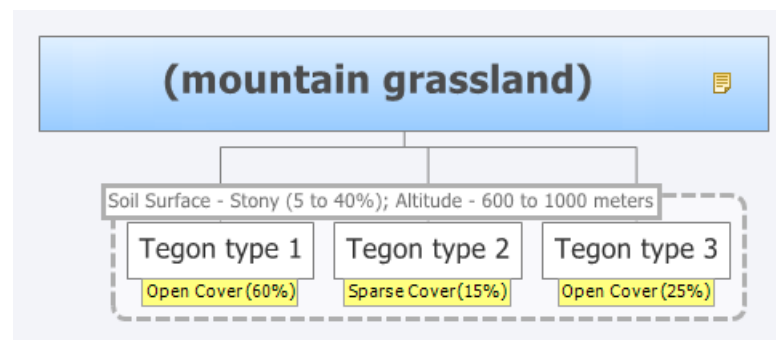 (mountain grassland)
Soil Surface - Stony (5 to 40%); Altitude - 600 to 1000 meters
Tegon type 1
Tegon type 2
Tegon type 3
Open Cover(60%)
Sparse Cover(15%)
Open Cover(25%)